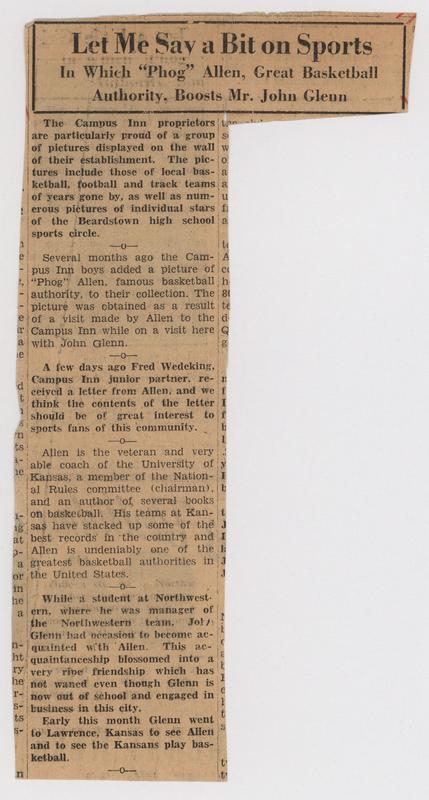 Let Me Say a Bit on Sports
In Which "Phog" Allen, Great Basketball
Authority, Boosts Mr. John Glenn
The Campus Inn proprietors
are particularly proud of a group
of pictures displayed on the wall
of their establishment. The pic-
tures include those of local bas-
ketball, football and track teams
of years gone by, as well as num-
erous pictures of individual stars
of the Beardstown high school
sports circle.
—o—
Several months ago the Cam-
pus Inn boys added a picture of
"Phog" Allen, famous basketball
authority, to their collection. The
picture was obtained as a result
of a visit made by Allen to the
Campus Inn while on a visit here
with John Glenn.
—o—
A few days ago Fred Wedeking,
Campus Inn junior partner, re-
ceived a letter from Allen, and we
think the contents of the letter
should be of great interest to
sports fans of this community.
—o—
Allen is the veteran and very
able coach of the University of
Kansas, a member of the Nation-
al Rules committee (chairman),
and an author of several books
on basketball. His teams at Kan-
sas have stacked up some of the
best records in the country and
Allen is undeniably one of the
greatest basketball authorities in
the United States.
—o—
While a student at Northwest-
ern, where he was manager of
the Northwestern team, John
Glenn had occasion to become ac-
quainted with Allen. This ac-
quaintanceship blossomed into a
very ripe friendship which has
not waned even though Glenn is
now out of school and engaged in
business in this city.
Early this month Glenn went
to Lawrence, Kansas to see Allen
and to see the Kansans play bas-
ketball.
—o—